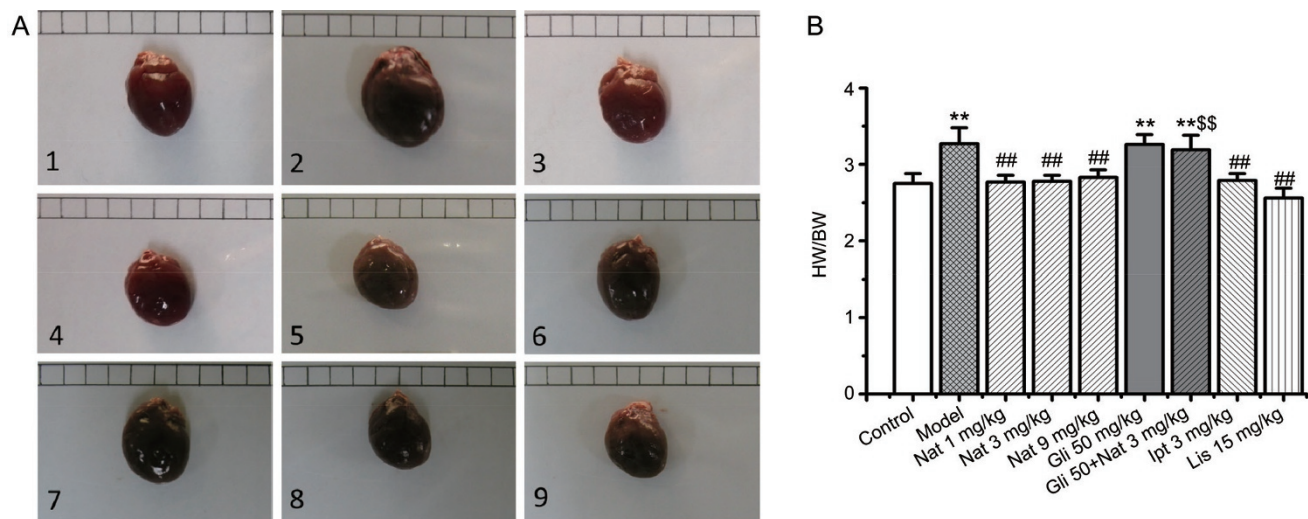 A
1
2
3
4
5
6
7
8
9
B
HW/BW
4
3
2
1
0
**
##
##
##
**
**$$
##
##
Control
Model
Nat 1 mg/kg
Nat 3 mg/kg
Nat 9 mg/kg
Gli 50 mg/kg
Gli 50+Nat 3 mg/kg
Ipt 3 mg/kg
Lis 15 mg/kg